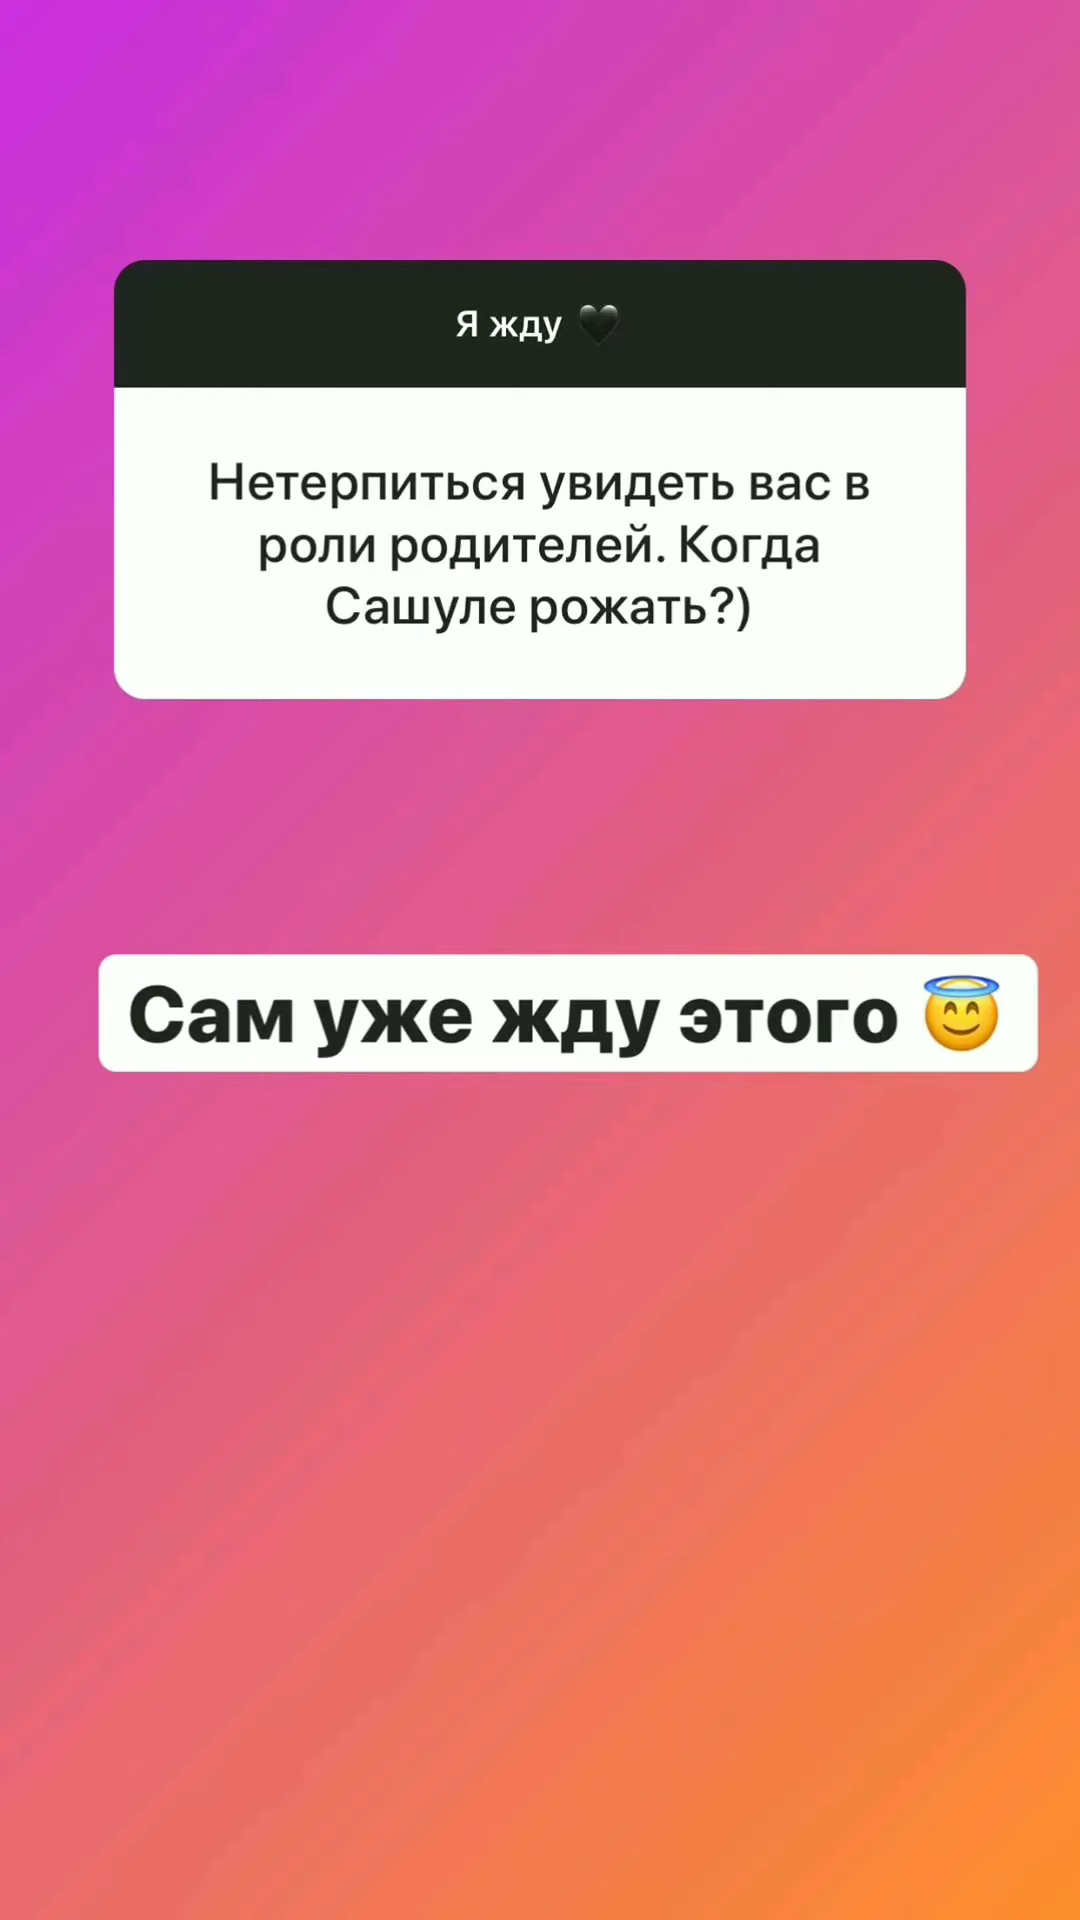 Я жду 🖤
Нетерпиться увидеть вас в
роли родителей. Когда
Сашуле рожать?)
Сам уже жду этого 😇